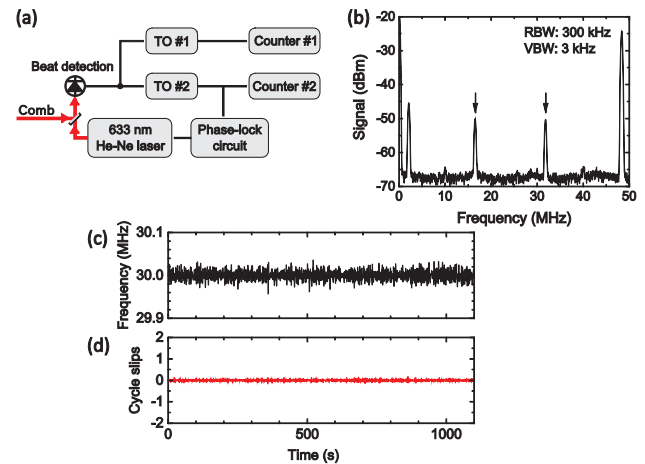 (a)
TO #1
Counter #1
Beat detection
TO #2
Counter #2
Comb
633 nm
He-Ne laser
Phase-lock
circuit
(b)
-20
-30
-40
-50
-60
-70
Signal (dBm)
RBW: 300 kHz
VBW: 3 kHz
0
10
20
30
40
50
Frequency (MHz)
(c)
30.1
30.0
29.9
Frequency (MHz)
(d)
2
1
0
-1
-2
Cycle slips
0
500
1000
Time (s)